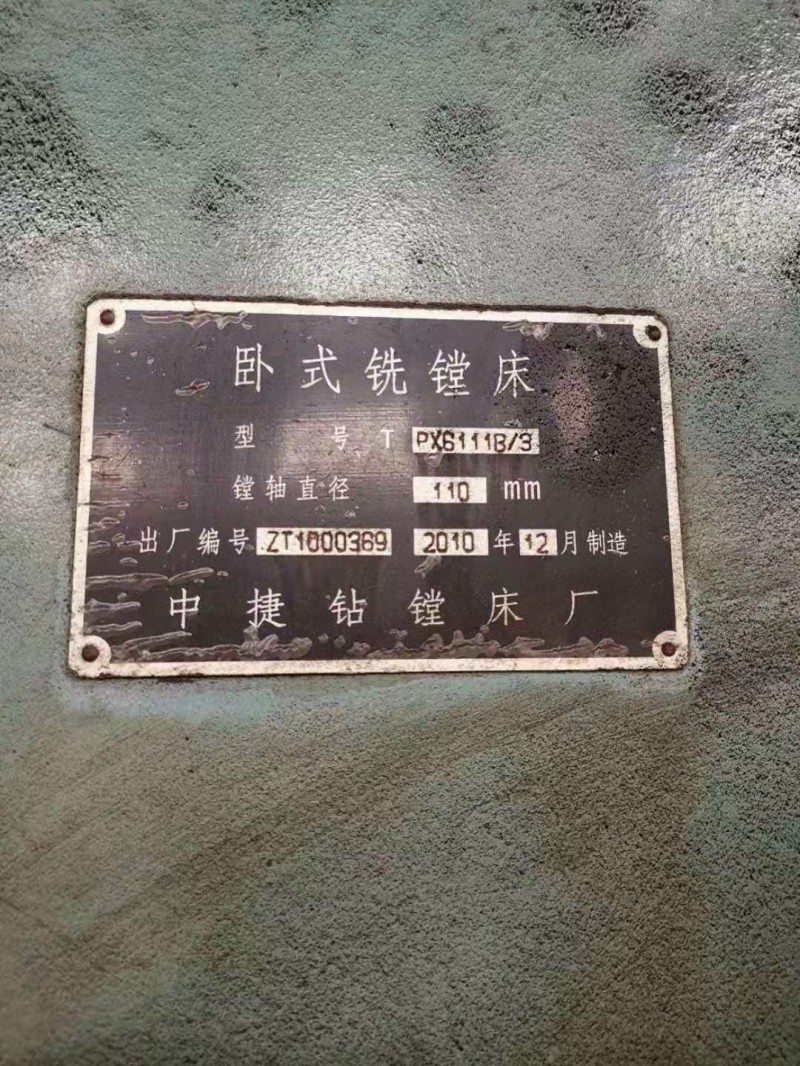 卧式铣镗床
型 号 T PX6111B/3
镗轴直径 110 mm
出厂编号 ZT1000369 2010 年 12 月制造
中捷钻镗床厂